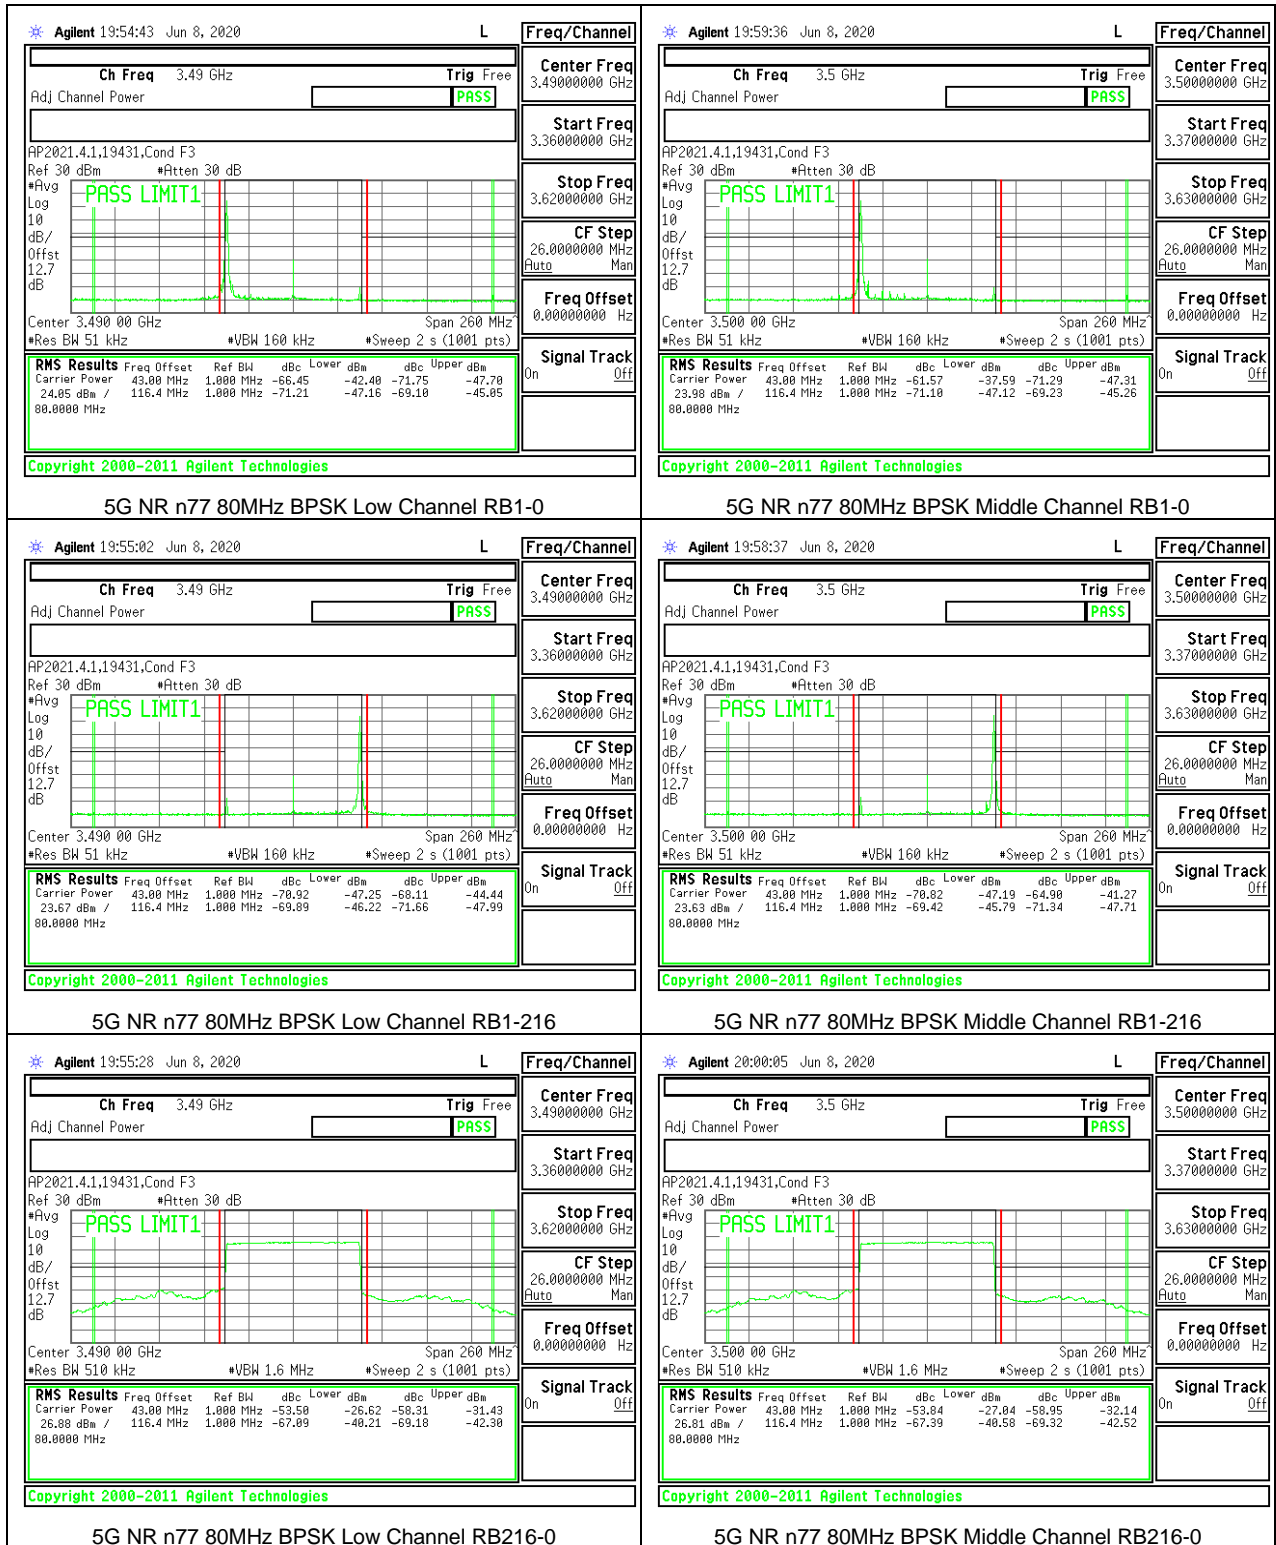 Agilent 19:54:43 Jun 8, 2020 L Freq/Channel
Ch Freq 3.49 GHz Trig Free
Adj Channel Power PASS
Center Freq
3.49000000 GHz
Start Freq
3.36000000 GHz
Stop Freq
3.62000000 GHz
CF Step
26.0000000 MHz
Auto Man
Freq Offset
0.00000000 Hz
Signal Track
On Off
AP2021.4.1,19431,Cond F3
Ref 30 dBm #Atten 30 dB
#Avg
Log
10
dB/
Offst
12.7
dB
PASS LIMIT1
Center 3.490 00 GHz Span 260 MHz^
#Res BW 51 kHz #VBW 160 kHz #Sweep 2 s (1001 pts)
RMS Results Freq Offset Ref BW dBc Lower dBm dBc Upper dBm
Carrier Power 43.00 MHz 1.000 MHz -66.45 -42.40 -71.75 -47.70
24.05 dBm / 116.4 MHz 1.000 MHz -71.21 -47.16 -69.10 -45.05
80.0000 MHz
Copyright 2000-2011 Agilent Technologies
5G NR n77 80MHz BPSK Low Channel RB1-0
Agilent 19:59:36 Jun 8, 2020 L Freq/Channel
Ch Freq 3.5 GHz Trig Free
Adj Channel Power PASS
Center Freq
3.50000000 GHz
Start Freq
3.37000000 GHz
Stop Freq
3.63000000 GHz
CF Step
26.0000000 MHz
Auto Man
Freq Offset
0.00000000 Hz
Signal Track
On Off
AP2021.4.1,19431,Cond F3
Ref 30 dBm #Atten 30 dB
#Avg
Log
10
dB/
Offst
12.7
dB
PASS LIMIT1
Center 3.500 00 GHz Span 260 MHz^
#Res BW 51 kHz #VBW 160 kHz #Sweep 2 s (1001 pts)
RMS Results Freq Offset Ref BW dBc Lower dBm dBc Upper dBm
Carrier Power 43.00 MHz 1.000 MHz -61.57 -37.59 -71.29 -47.31
23.98 dBm / 116.4 MHz 1.000 MHz -71.10 -47.12 -69.23 -45.26
80.0000 MHz
Copyright 2000-2011 Agilent Technologies
5G NR n77 80MHz BPSK Middle Channel RB1-0
Agilent 19:55:02 Jun 8, 2020 L Freq/Channel
Ch Freq 3.49 GHz Trig Free
Adj Channel Power PASS
Center Freq
3.49000000 GHz
Start Freq
3.36000000 GHz
Stop Freq
3.62000000 GHz
CF Step
26.0000000 MHz
Auto Man
Freq Offset
0.00000000 Hz
Signal Track
On Off
AP2021.4.1,19431,Cond F3
Ref 30 dBm #Atten 30 dB
#Avg
Log
10
dB/
Offst
12.7
dB
PASS LIMIT1
Center 3.490 00 GHz Span 260 MHz^
#Res BW 51 kHz #VBW 160 kHz #Sweep 2 s (1001 pts)
RMS Results Freq Offset Ref BW dBc Lower dBm dBc Upper dBm
Carrier Power 43.00 MHz 1.000 MHz -70.92 -47.25 -68.11 -44.44
23.67 dBm / 116.4 MHz 1.000 MHz -69.89 -46.22 -71.66 -47.99
80.0000 MHz
Copyright 2000-2011 Agilent Technologies
5G NR n77 80MHz BPSK Low Channel RB1-216
Agilent 19:58:37 Jun 8, 2020 L Freq/Channel
Ch Freq 3.5 GHz Trig Free
Adj Channel Power PASS
Center Freq
3.50000000 GHz
Start Freq
3.37000000 GHz
Stop Freq
3.63000000 GHz
CF Step
26.0000000 MHz
Auto Man
Freq Offset
0.00000000 Hz
Signal Track
On Off
AP2021.4.1,19431,Cond F3
Ref 30 dBm #Atten 30 dB
#Avg
Log
10
dB/
Offst
12.7
dB
PASS LIMIT1
Center 3.500 00 GHz Span 260 MHz^
#Res BW 51 kHz #VBW 160 kHz #Sweep 2 s (1001 pts)
RMS Results Freq Offset Ref BW dBc Lower dBm dBc Upper dBm
Carrier Power 43.00 MHz 1.000 MHz -70.82 -47.19 -64.90 -41.27
23.63 dBm / 116.4 MHz 1.000 MHz -69.42 -45.79 -71.34 -47.71
80.0000 MHz
Copyright 2000-2011 Agilent Technologies
5G NR n77 80MHz BPSK Middle Channel RB1-216
Agilent 19:55:28 Jun 8, 2020 L Freq/Channel
Ch Freq 3.49 GHz Trig Free
Adj Channel Power PASS
Center Freq
3.49000000 GHz
Start Freq
3.36000000 GHz
Stop Freq
3.62000000 GHz
CF Step
26.0000000 MHz
Auto Man
Freq Offset
0.00000000 Hz
Signal Track
On Off
AP2021.4.1,19431,Cond F3
Ref 30 dBm #Atten 30 dB
#Avg
Log
10
dB/
Offst
12.7
dB
PASS LIMIT1
Center 3.490 00 GHz Span 260 MHz^
#Res BW 510 kHz #VBW 1.6 MHz #Sweep 2 s (1001 pts)
RMS Results Freq Offset Ref BW dBc Lower dBm dBc Upper dBm
Carrier Power 43.00 MHz 1.000 MHz -53.50 -26.62 -58.31 -31.43
26.88 dBm / 116.4 MHz 1.000 MHz -67.09 -40.21 -69.18 -42.30
80.0000 MHz
Copyright 2000-2011 Agilent Technologies
5G NR n77 80MHz BPSK Low Channel RB216-0
Agilent 20:00:05 Jun 8, 2020 L Freq/Channel
Ch Freq 3.5 GHz Trig Free
Adj Channel Power PASS
Center Freq
3.50000000 GHz
Start Freq
3.37000000 GHz
Stop Freq
3.63000000 GHz
CF Step
26.0000000 MHz
Auto Man
Freq Offset
0.00000000 Hz
Signal Track
On Off
AP2021.4.1,19431,Cond F3
Ref 30 dBm #Atten 30 dB
#Avg
Log
10
dB/
Offst
12.7
dB
PASS LIMIT1
Center 3.500 00 GHz Span 260 MHz^
#Res BW 510 kHz #VBW 1.6 MHz #Sweep 2 s (1001 pts)
RMS Results Freq Offset Ref BW dBc Lower dBm dBc Upper dBm
Carrier Power 43.00 MHz 1.000 MHz -53.84 -27.04 -58.95 -32.14
26.81 dBm / 116.4 MHz 1.000 MHz -67.39 -40.58 -69.32 -42.52
80.0000 MHz
Copyright 2000-2011 Agilent Technologies
5G NR n77 80MHz BPSK Middle Channel RB216-0